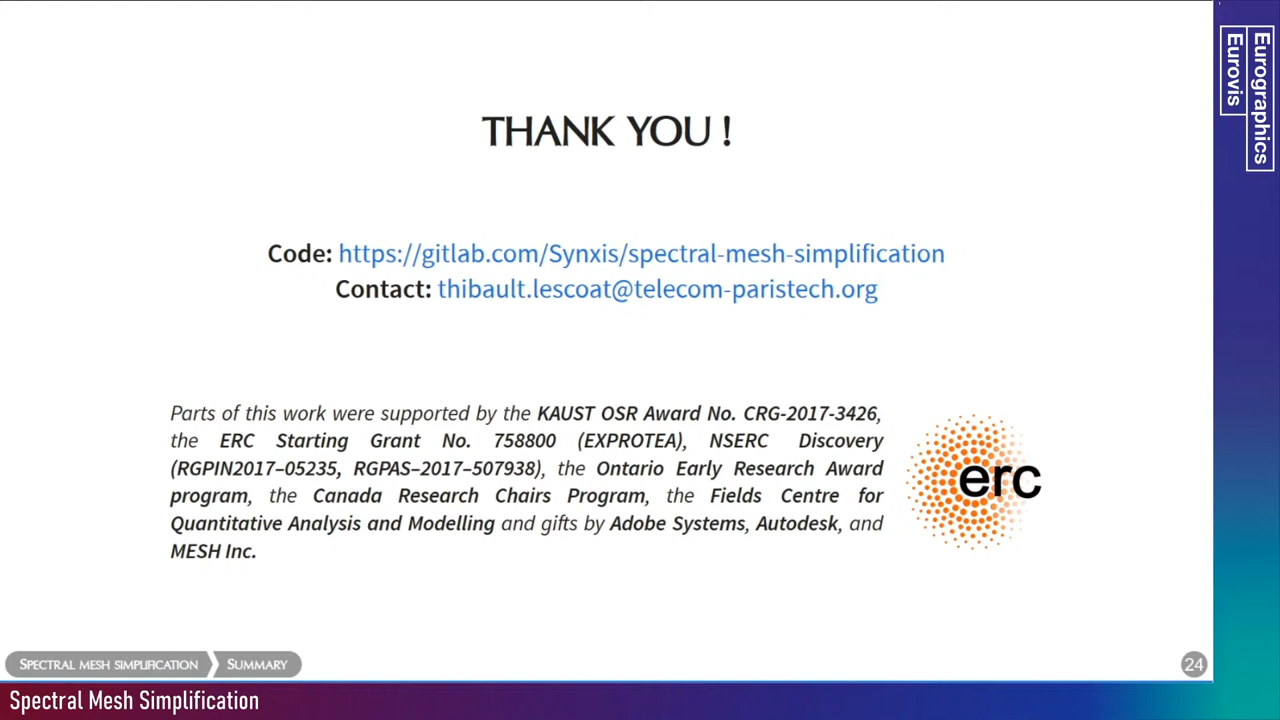 THANK YOU !
Code: https://gitlab.com/Synxis/spectral-mesh-simplification
Contact: thibault.lescoat@telecom-paristech.org
Parts of this work were supported by the KAUST OSR Award No. CRG-2017-3426,
the ERC Starting Grant No. 758800 (EXPROTEA), NSERC Discovery
(RGPIN2017–05235, RGPAS–2017–507938), the Ontario Early Research Award
program, the Canada Research Chairs Program, the Fields Centre for
Quantitative Analysis and Modelling and gifts by Adobe Systems, Autodesk, and
MESH Inc.
erc
SPECTRAL MESH SIMPLIFICATION
SUMMARY
24
Spectral Mesh Simplification
Eurographics
Eurovis